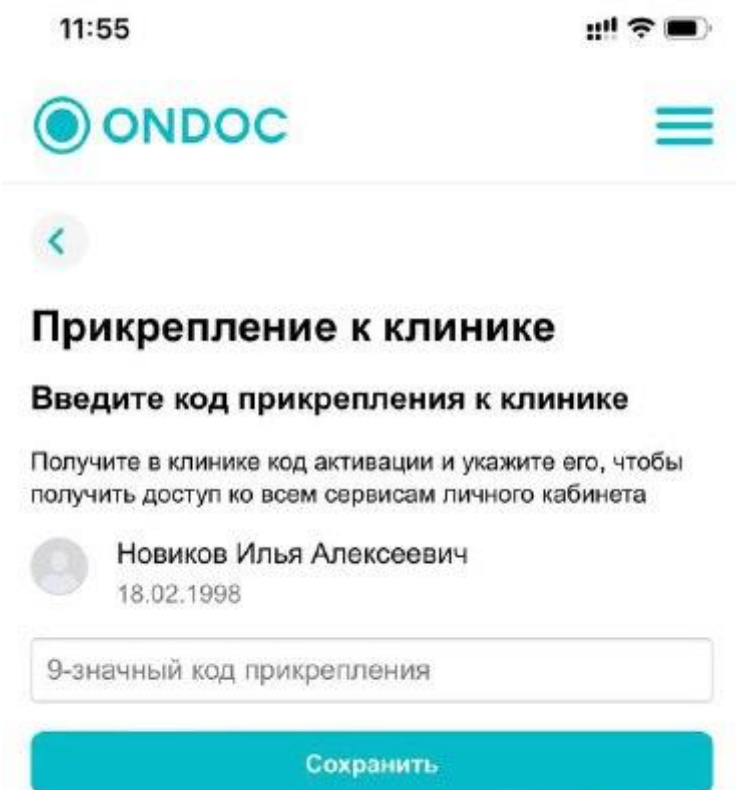 11:55
ONDOC
Прикрепление к клинике
Введите код прикрепления к клинике
Получите в клинике код активации и укажите его, чтобы
получить доступ ко всем сервисам личного кабинета
Новиков Илья Алексеевич
18.02.1998
9-значный код прикрепления
Сохранить